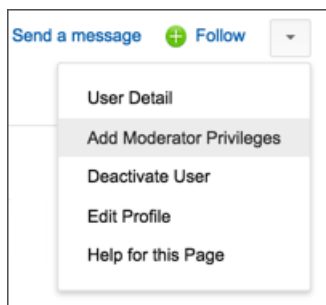 Send a message Follow
User Detail
Add Moderator Privileges
Deactivate User
Edit Profile
Help for this Page